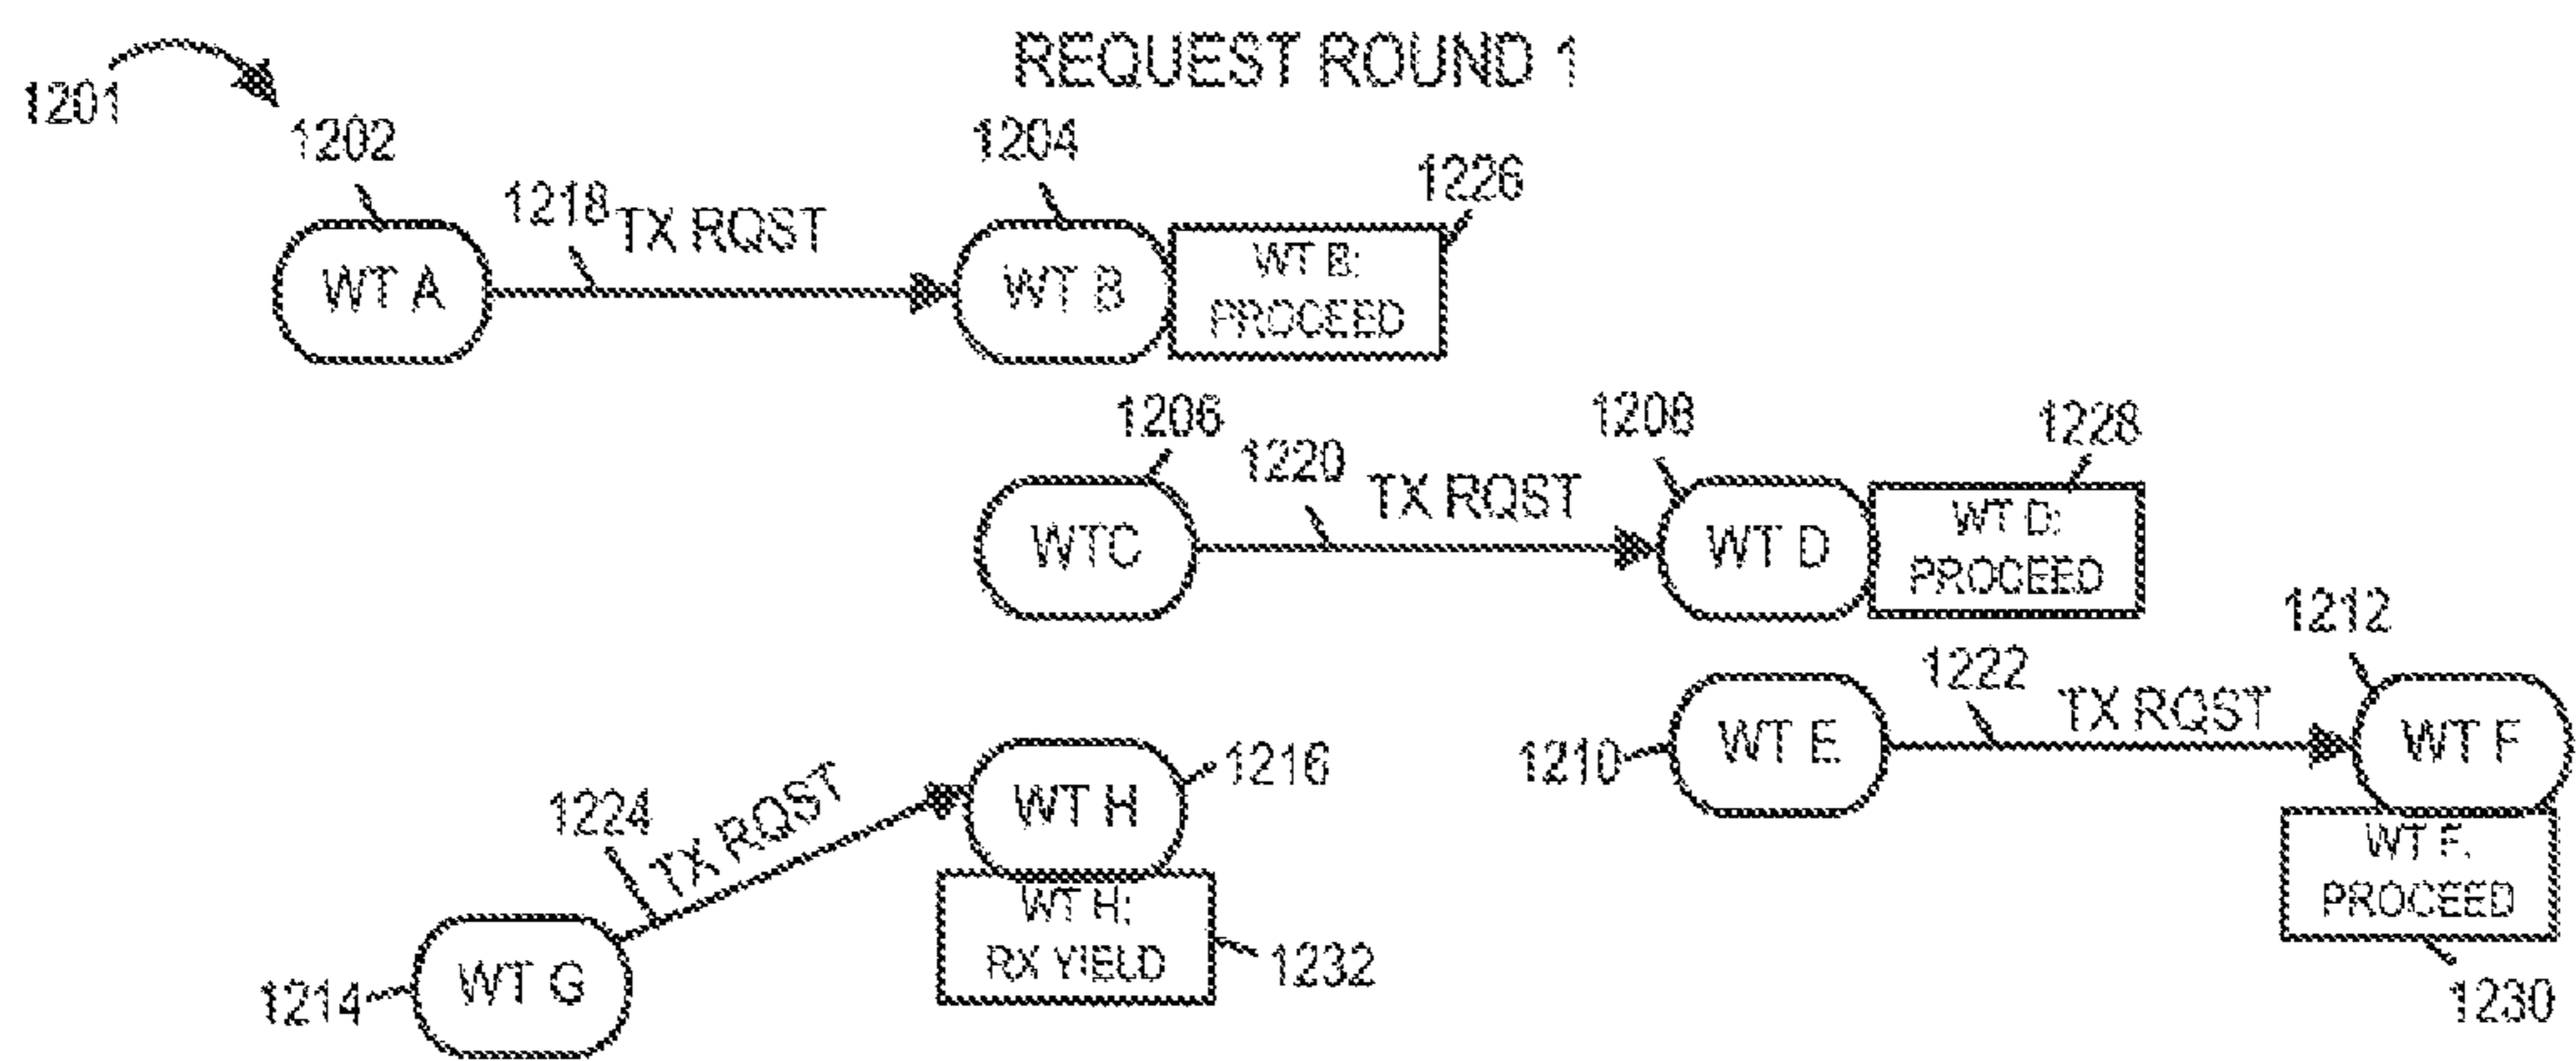 REQUEST ROUND 1
1201
1202
1204
1226
1218
TX RQST
WT A
WT B
WT B:
PROCEED
1206
1208
1228
1220
TX RQST
WTC
WT D
WT D:
PROCEED
1212
1222
TX RQST
1210
WT E
WT F
WT F:
PROCEED
1230
1216
WT H
1224
TX RQST
WT H:
RX YIELD
1232
WT G
1214